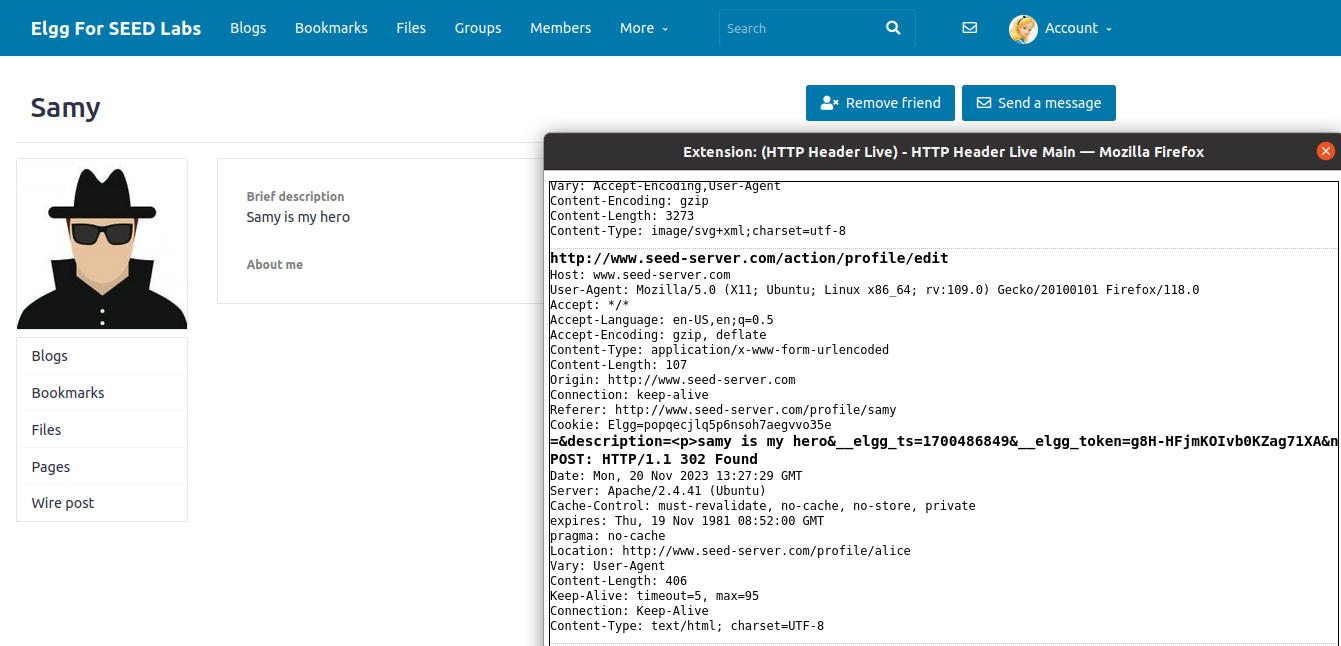 Elgg For SEED Labs Blogs Bookmarks Files Groups Members More Search Account
Samy
Remove friend Send a message
Brief description
Samy is my hero
About me
Blogs
Bookmarks
Files
Pages
Wire post
Extension: (HTTP Header Live) - HTTP Header Live Main — Mozilla Firefox
Vary: Accept-Encoding,User-Agent
Content-Encoding: gzip
Content-Length: 3273
Content-Type: image/svg+xml;charset=utf-8
http://www.seed-server.com/action/profile/edit
Host: www.seed-server.com
User-Agent: Mozilla/5.0 (X11; Ubuntu; Linux x86_64; rv:109.0) Gecko/20100101 Firefox/118.0
Accept: */*
Accept-Language: en-US,en;q=0.5
Accept-Encoding: gzip, deflate
Content-Type: application/x-www-form-urlencoded
Content-Length: 107
Origin: http://www.seed-server.com
Connection: keep-alive
Referer: http://www.seed-server.com/profile/samy
Cookie: Elgg=popqecjlq5p6nsoh7aegvvo35e
=&description=<p>samy is my hero&__elgg_ts=1700486849&__elgg_token=g8H-HFjmKOIvb0KZag71XA&n
POST: HTTP/1.1 302 Found
Date: Mon, 20 Nov 2023 13:27:29 GMT
Server: Apache/2.4.41 (Ubuntu)
Cache-Control: must-revalidate, no-cache, no-store, private
expires: Thu, 19 Nov 1981 08:52:00 GMT
pragma: no-cache
Location: http://www.seed-server.com/profile/alice
Vary: User-Agent
Content-Length: 406
Keep-Alive: timeout=5, max=95
Connection: Keep-Alive
Content-Type: text/html; charset=UTF-8